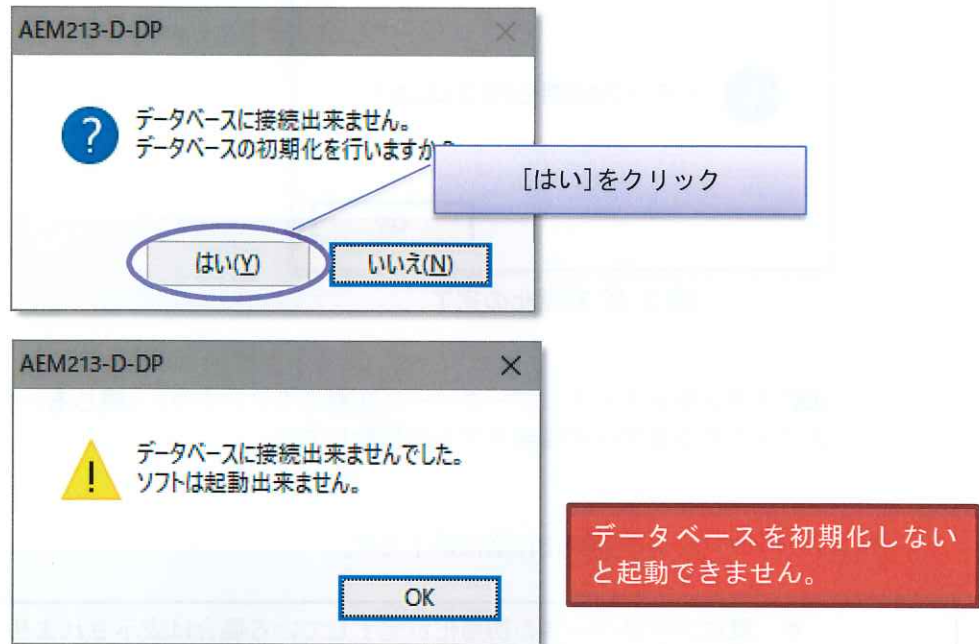 AEM213-D-DP
データベースに接続出来ません。
データベースの初期化を行いますか
[はい]をクリック
はい(Y)
いいえ(N)
AEM213-D-DP
データベースに接続出来ませんでした。
ソフトは起動出来ません。
OK
データベースを初期化しない
と起動できません。